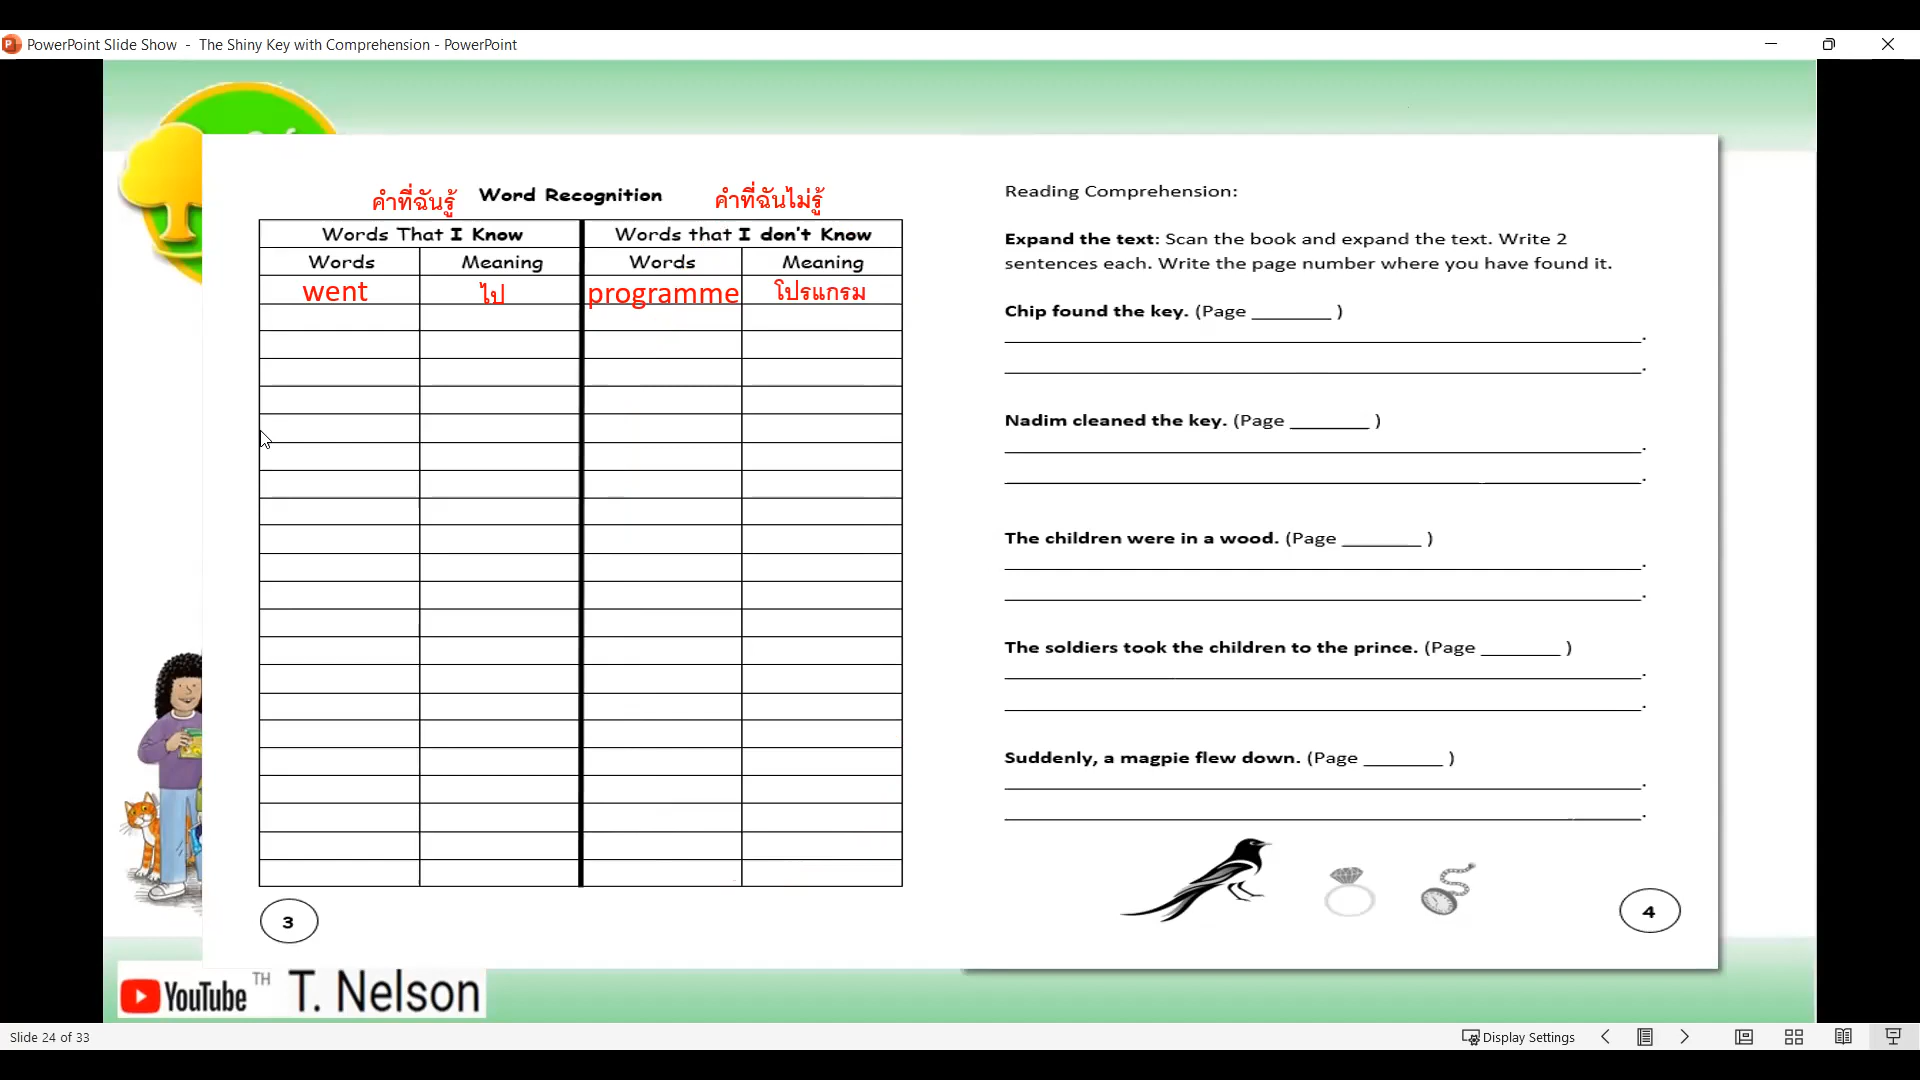 PowerPoint Slide Show - The Shiny Key with Comprehension - PowerPoint
คำที่ฉันรู้ Word Recognition คำที่ฉันไม่รู้
Words That I Know Words that I don't Know
Words Meaning Words Meaning
went ไป programme โปรแกรม
3
Reading Comprehension:
Expand the text: Scan the book and expand the text. Write 2
sentences each. Write the page number where you have found it.
Chip found the key. (Page ________ )
.
.
Nadim cleaned the key. (Page ________ )
.
.
The children were in a wood. (Page ________ )
.
.
The soldiers took the children to the prince. (Page ________ )
.
.
Suddenly, a magpie flew down. (Page ________ )
.
.
4
YouTube TH T. Nelson
Slide 24 of 33
Display Settings